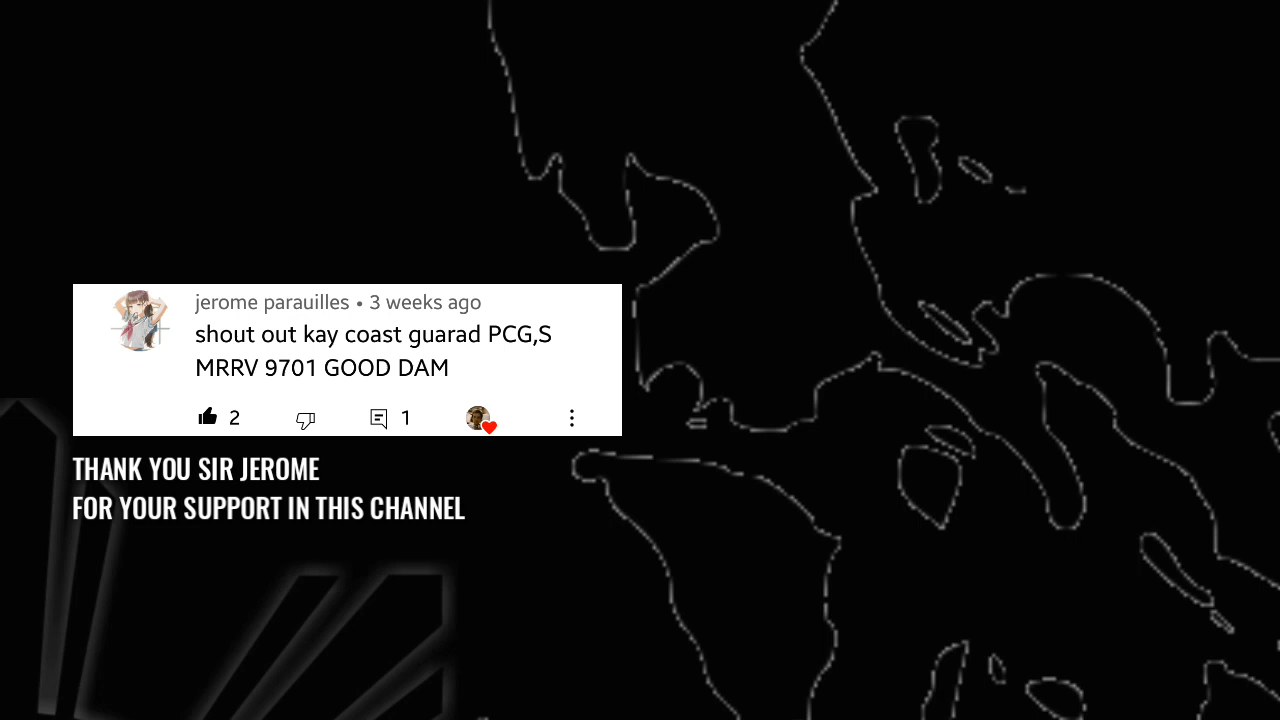 jerome parauilles • 3 weeks ago
shout out kay coast guarad PCG,S
MRRV 9701 GOOD DAM
2 1
THANK YOU SIR JEROME
FOR YOUR SUPPORT IN THIS CHANNEL